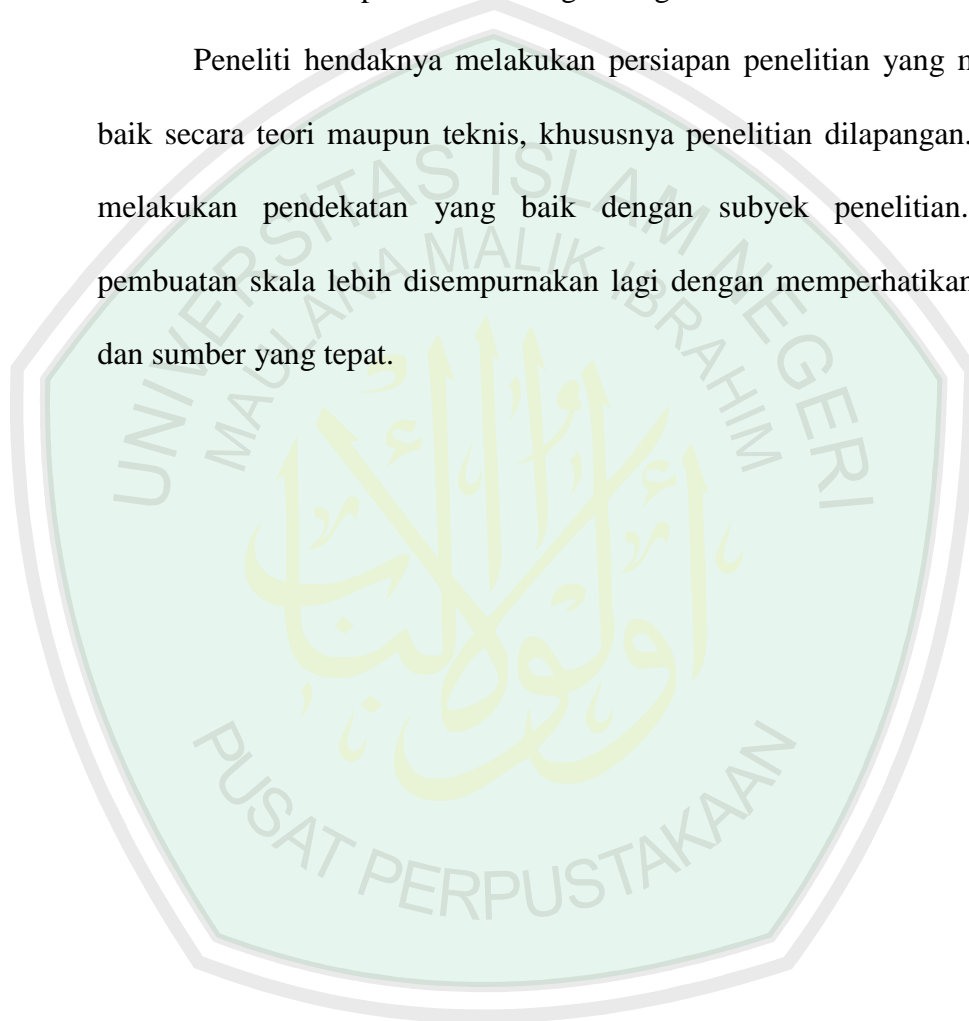 Peneliti hendaknya melakukan persiapan penelitian yang
baik secara teori maupun teknis, khususnya penelitian dilapangan.
melakukan pendekatan yang baik dengan subyek penelitian.
pembuatan skala lebih disempurnakan lagi dengan memperhatikan
dan sumber yang tepat.
UNIVERSITAS ISLAM NEGERI
MAULANA MALIK IBRAHIM
أولوا الألباب
PUSAT PERPUSTAKAAN